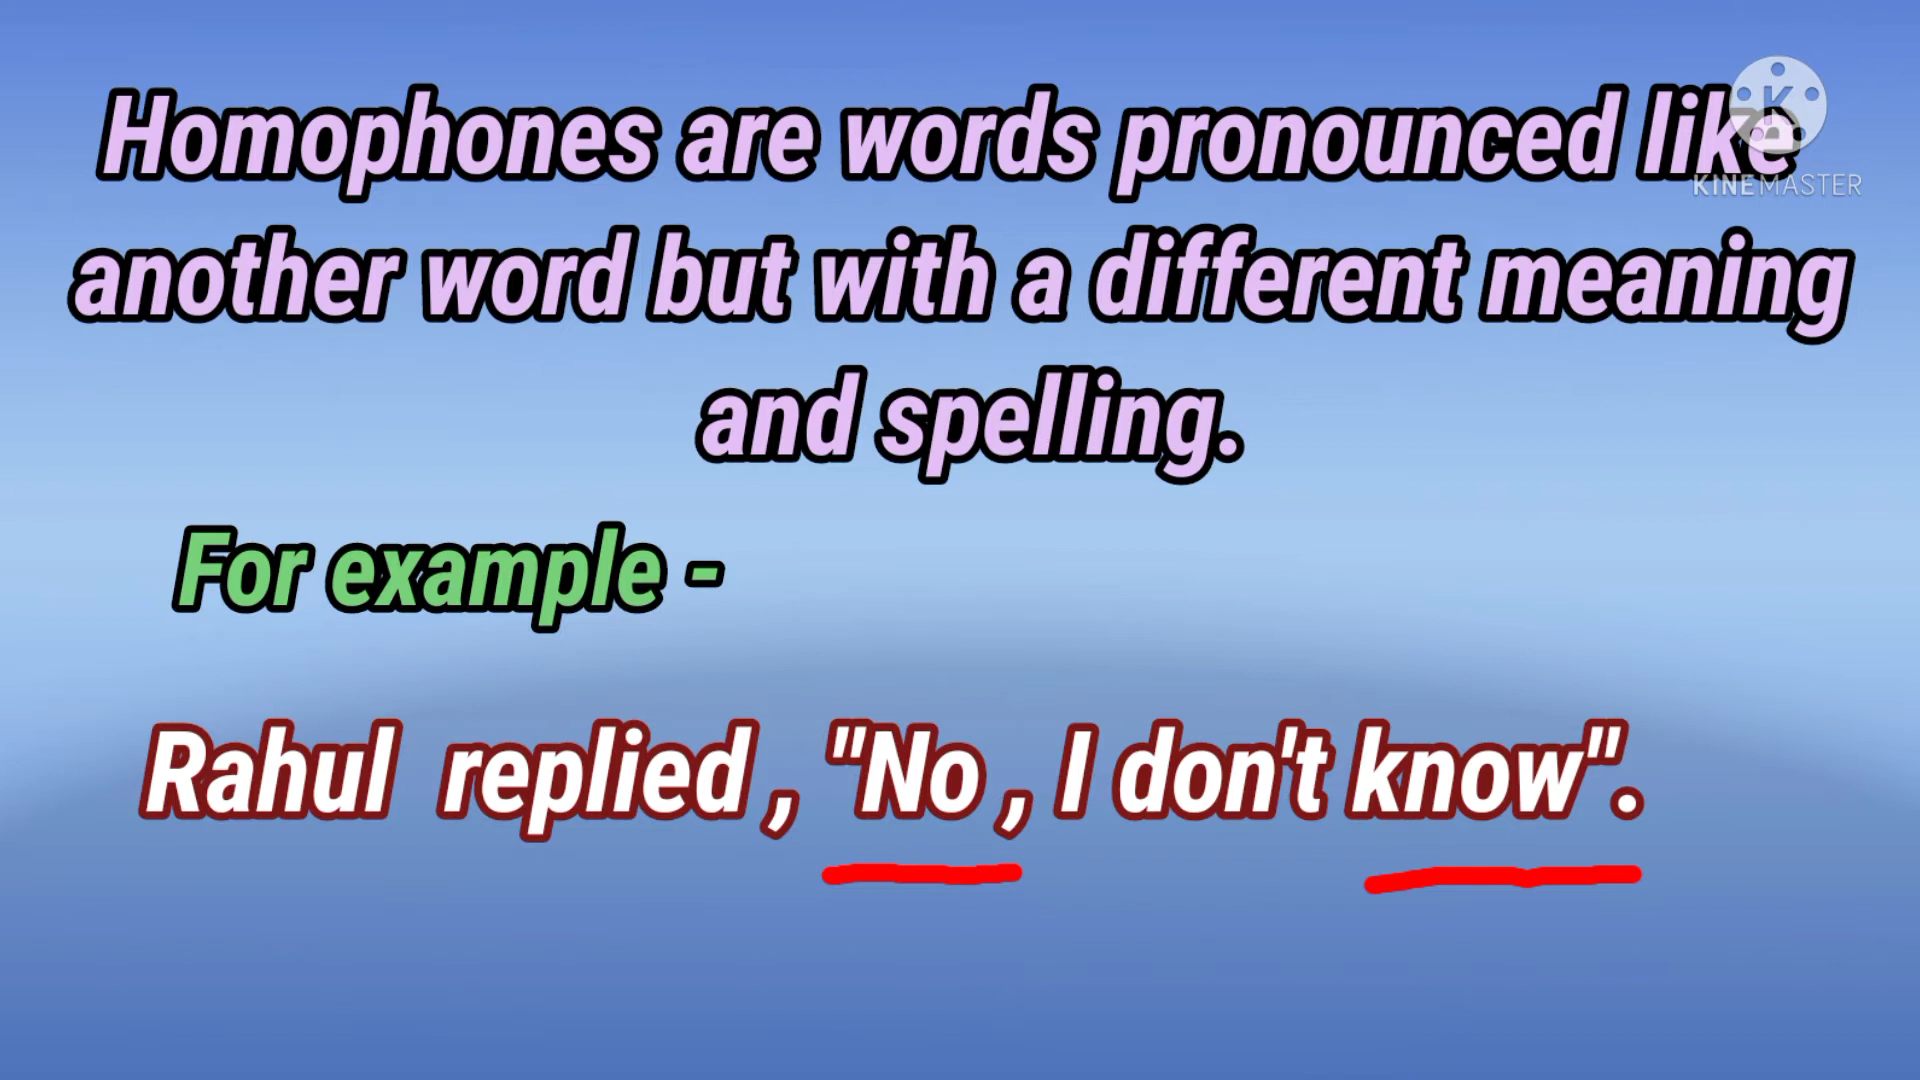 Homophones are words pronounced like
KINEMASTER
another word but with a different meaning
and spelling.
For example -
Rahul replied , "No , I don't know".